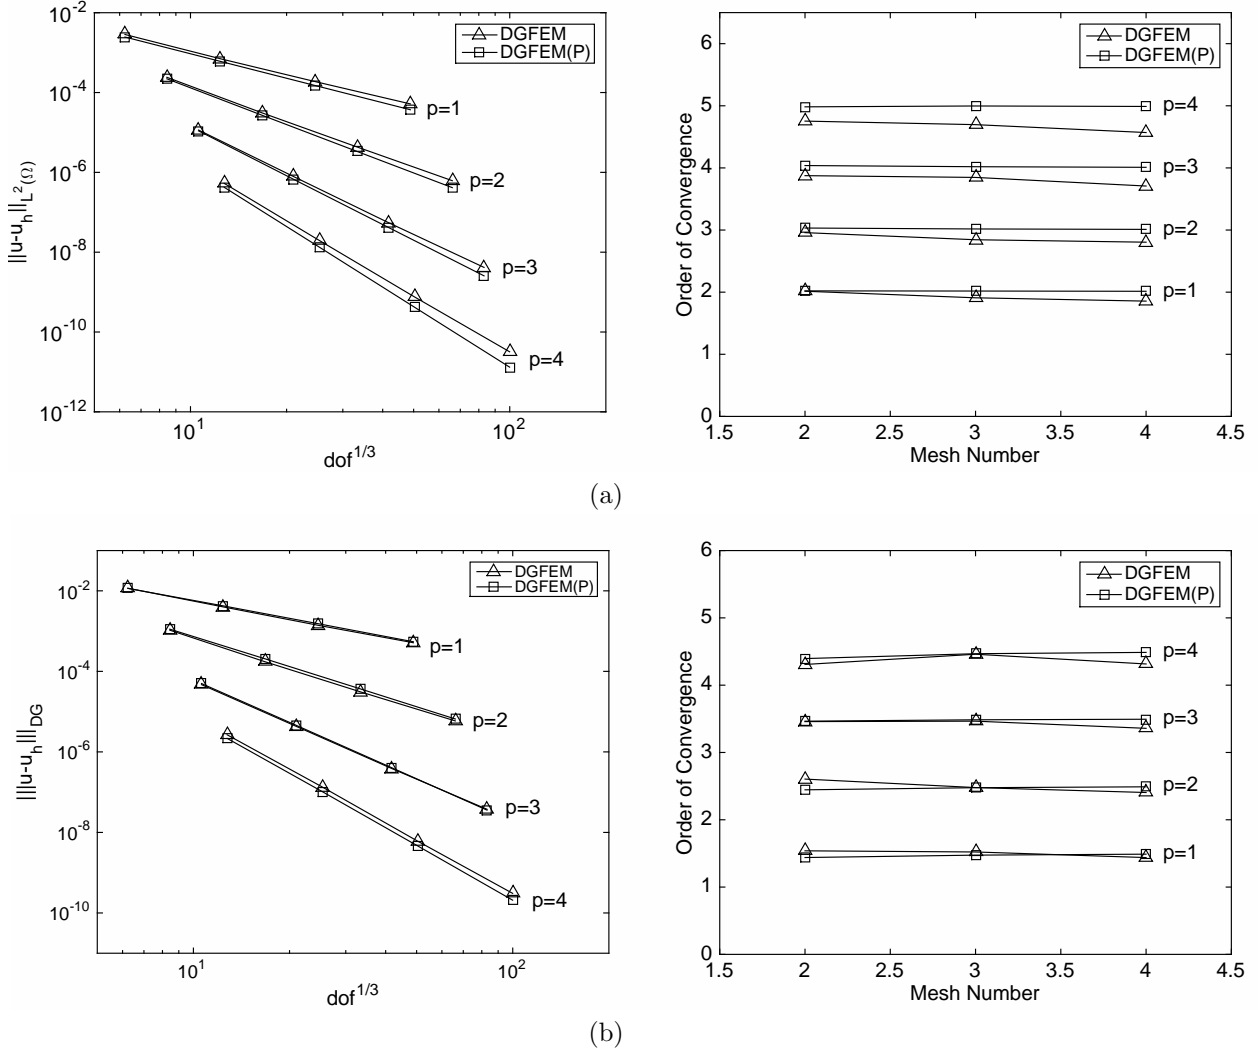 10^-2
10^-4
10^-6
10^-8
10^-10
10^-12
||u-u_h||_L^2(Ω)
10^1
10^2
dof^1/3
DGFEM
DGFEM(P)
p=1
p=2
p=3
p=4
6
5
4
3
2
1
0
Order of Convergence
1.5
2
2.5
3
3.5
4
4.5
Mesh Number
DGFEM
DGFEM(P)
p=4
p=3
p=2
p=1
(a)
10^-2
10^-4
10^-6
10^-8
10^-10
|||u-u_h|||_DG
10^1
10^2
dof^1/3
DGFEM
DGFEM(P)
p=1
p=2
p=3
p=4
6
5
4
3
2
1
0
Order of Convergence
1.5
2
2.5
3
3.5
4
4.5
Mesh Number
DGFEM
DGFEM(P)
p=4
p=3
p=2
p=1
(b)